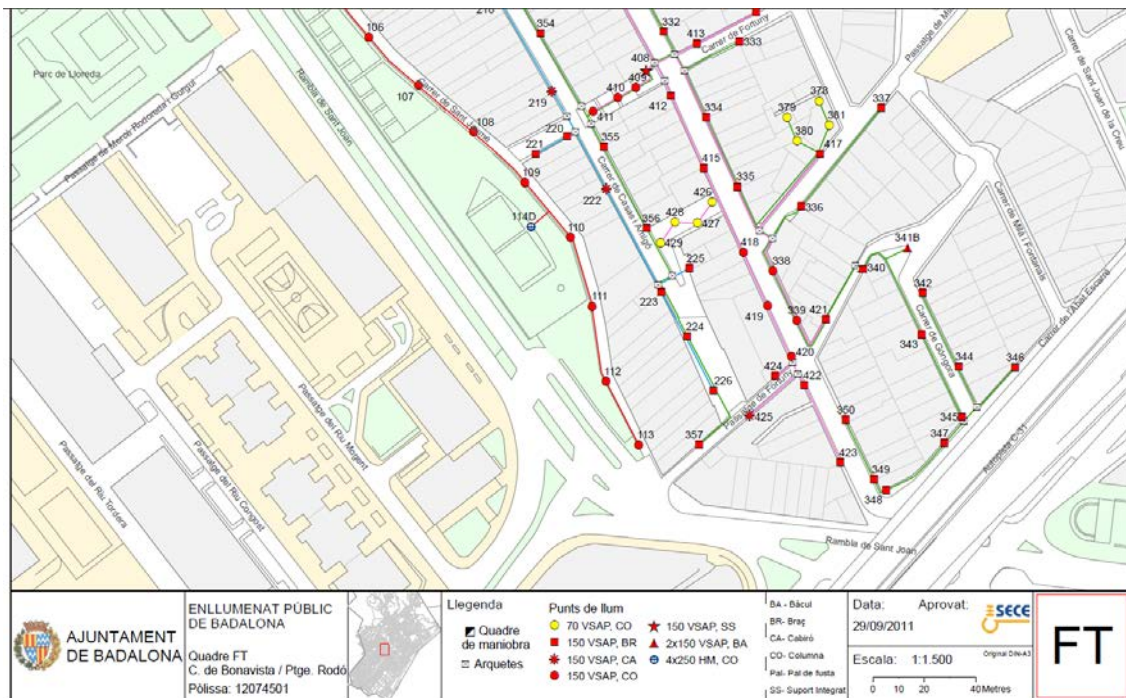 106
107
108
109
110
111
112
113
114D
354
219
220
221
222
355
356
223
224
225
226
357
408
409
410
411
412
332
413
333
334
335
415
418
419
420
338
339
421
336
337
417
378
379
380
381
426
427
428
429
340
341B
342
343
344
345
346
347
348
349
350
422
423
424
425
Parc de Lloreda
Rambla de Sant Joan
Carrer de Sant Jaume
Carrer de Casas i Amigó
Carrer de Fortuny
Carrer de Sant Joan de la Creu
Carrer de Milà i Fontanals
Carrer de l'Abat Escarré
Carrer de Góngora
Passatge de Fortuny
Autopista C-31
Rambla de Sant Joan
Passatge del Riu Mogent
Passatge del Riu Congost
Passatge del Riu Tordera
AJUNTAMENT
DE BADALONA
ENLLUMENAT PÚBLIC
DE BADALONA
Quadre FT
C. de Bonavista / Ptge. Rodó
Pòlissa: 12074501
Llegenda
Quadre
de maniobra
Arquetes
Punts de llum
70 VSAP, CO
150 VSAP, BR
150 VSAP, CA
150 VSAP, CO
150 VSAP, SS
2x150 VSAP, BA
4x250 HM, CO
BA - Bàcul
BR- Braç
CA- Cabiró
CO- Columna
Pal- Pal de fusta
SS- Suport Integrat
Data:
29/09/2011
Aprovat:
SECE
Escala: 1:1.500
Original DIN-A3
0 10 20 40 Metres
FT